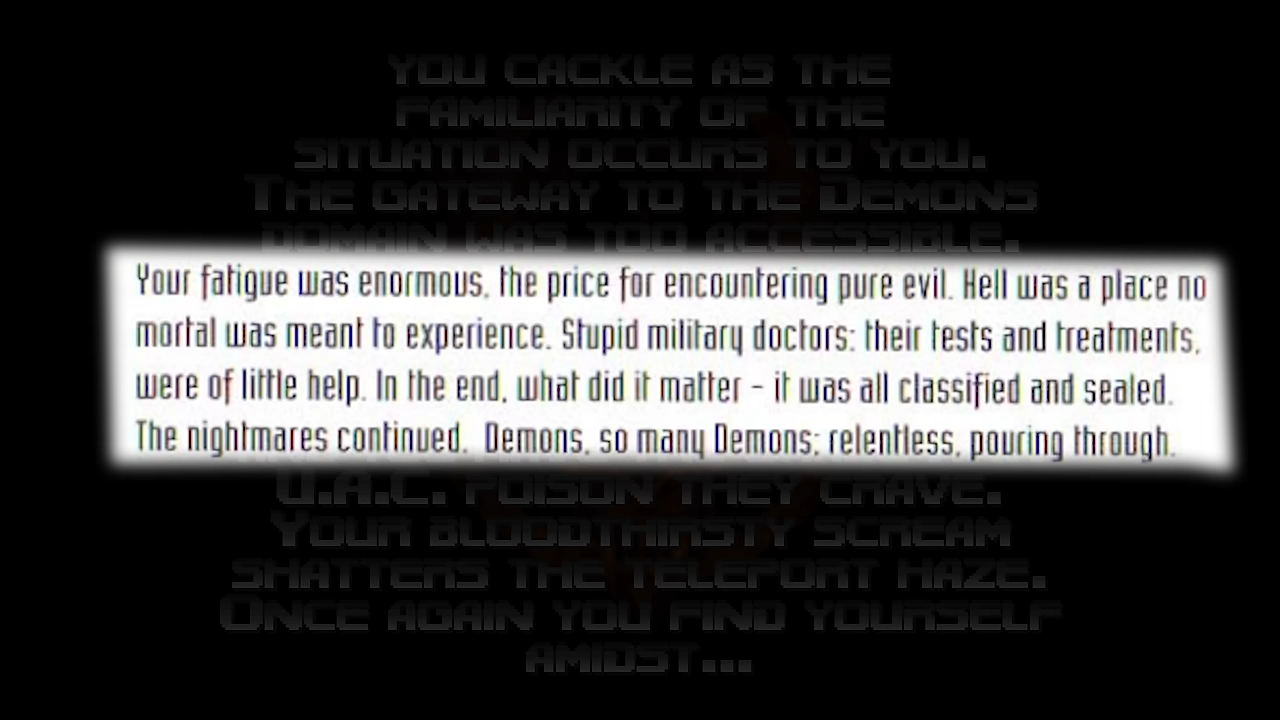 YOU CACKLE AS THE
FAMILIARITY OF THE
SITUATION OCCURS TO YOU.
THE GATEWAY TO THE DEMONS
DOMAIN WAS TOO ACCESSIBLE.
Your fatigue was enormous, the price for encountering pure evil. Hell was a place no
mortal was meant to experience. Stupid military doctors: their tests and treatments,
were of little help. In the end, what did it matter - it was all classified and sealed.
The nightmares continued.  Demons, so many Demons; relentless, pouring through.
U.A.C. POISON THEY CRAVE.
YOUR BLOODTHIRSTY SCREAM
SHATTERS THE TELEPORT HAZE.
ONCE AGAIN YOU FIND YOURSELF
AMIDST...